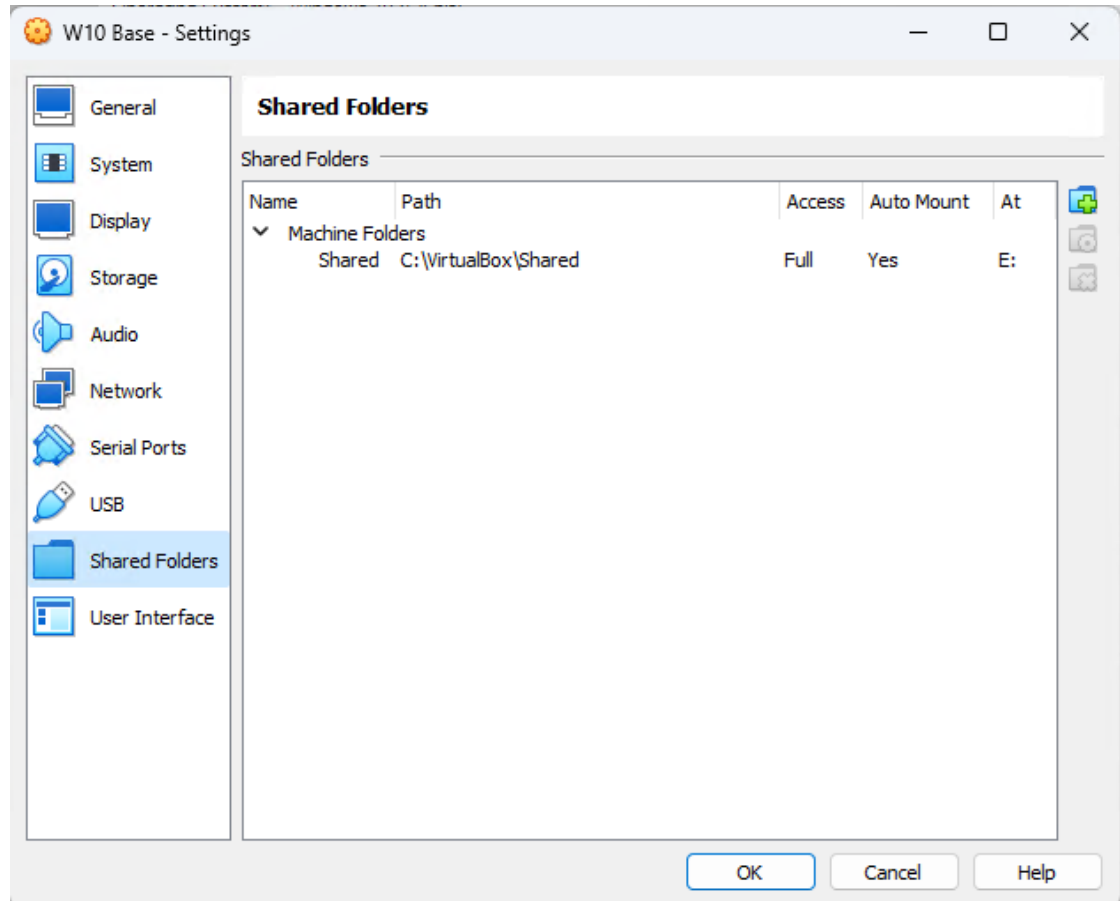 W10 Base - Settings
General
System
Display
Storage
Audio
Network
Serial Ports
USB
Shared Folders
User Interface
Shared Folders
Shared Folders
Name Path Access Auto Mount At
Machine Folders
Shared C:\VirtualBox\Shared Full Yes E:
OK Cancel Help